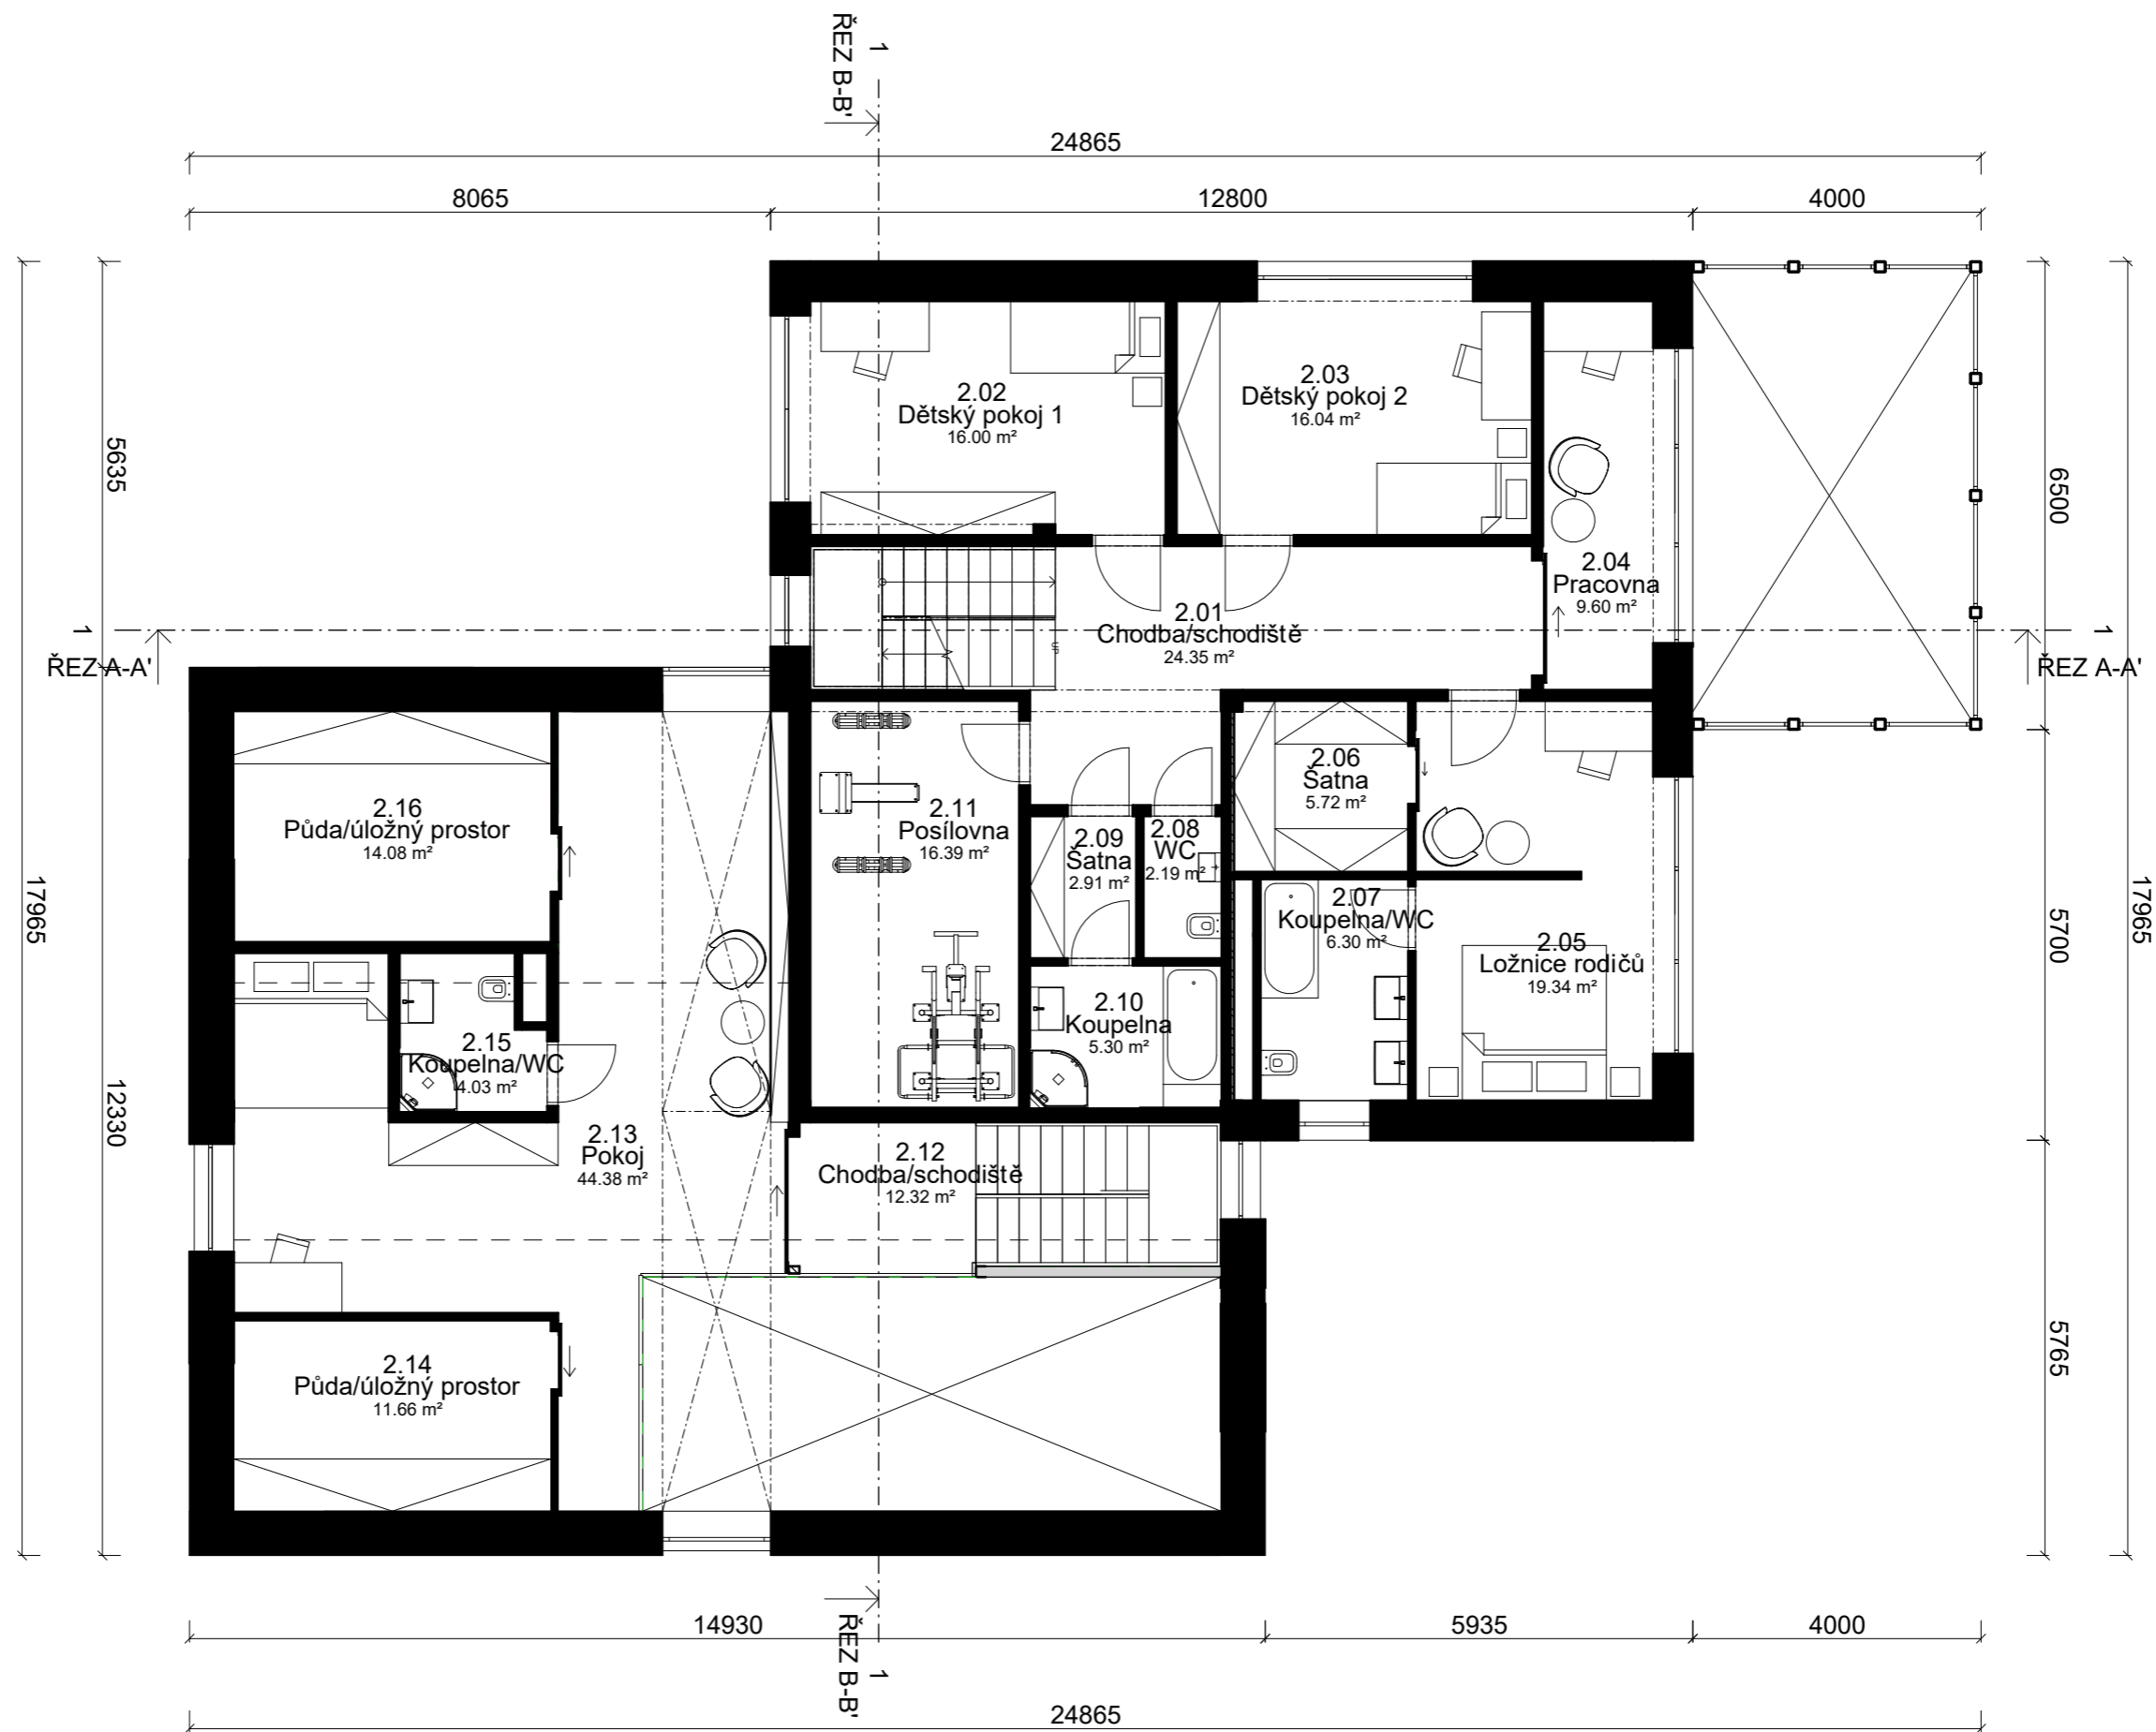 1
ŘEZ B-B'
24865
8065
12800
4000
2.02
Dětský pokoj 1
16.00 m²
2.03
Dětský pokoj 2
16.04 m²
5635
6500
2.04
Pracovna
9.60 m²
2.01
Chodba/schodiště
24.35 m²
UP
1
ŘEZ A-A'
1
ŘEZ A-A'
2.06
Šatna
5.72 m²
2.16
Půda/úložný prostor
14.08 m²
2.11
Posílovna
16.39 m²
2.09
Šatna
2.91 m²
2.08
WC
2.19 m²
2.07
Koupelna/WC
6.30 m²
2.05
Ložnice rodičů
19.34 m²
17965
5700
17965
2.15
Koupelna/WC
4.03 m²
2.10
Koupelna
5.30 m²
12330
2.13
Pokoj
44.38 m²
2.12
Chodba/schodiště
12.32 m²
5765
2.14
Půda/úložný prostor
11.66 m²
14930
5935
4000
ŘEZ B-B'
1
24865